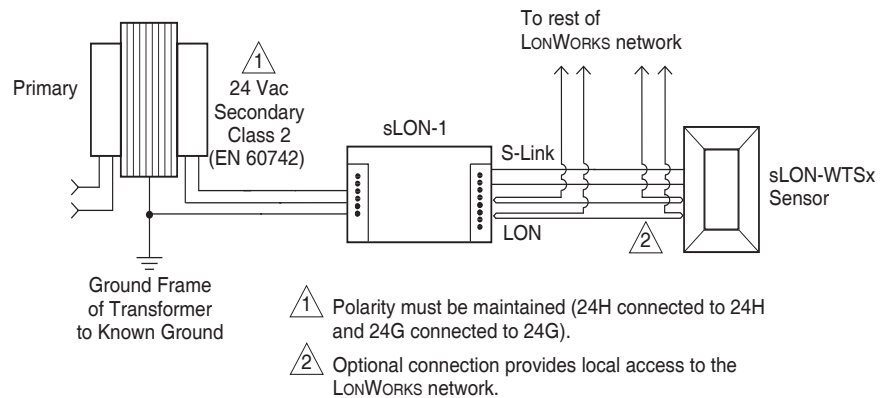 To rest of
LONWORKS network
Primary
1
24 Vac
Secondary
Class 2
(EN 60742)
sLON-1
S-Link
LON
2
sLON-WTSx
Sensor
Ground Frame
of Transformer
to Known Ground
1 Polarity must be maintained (24H connected to 24H
and 24G connected to 24G).
2 Optional connection provides local access to the
LONWORKS network.